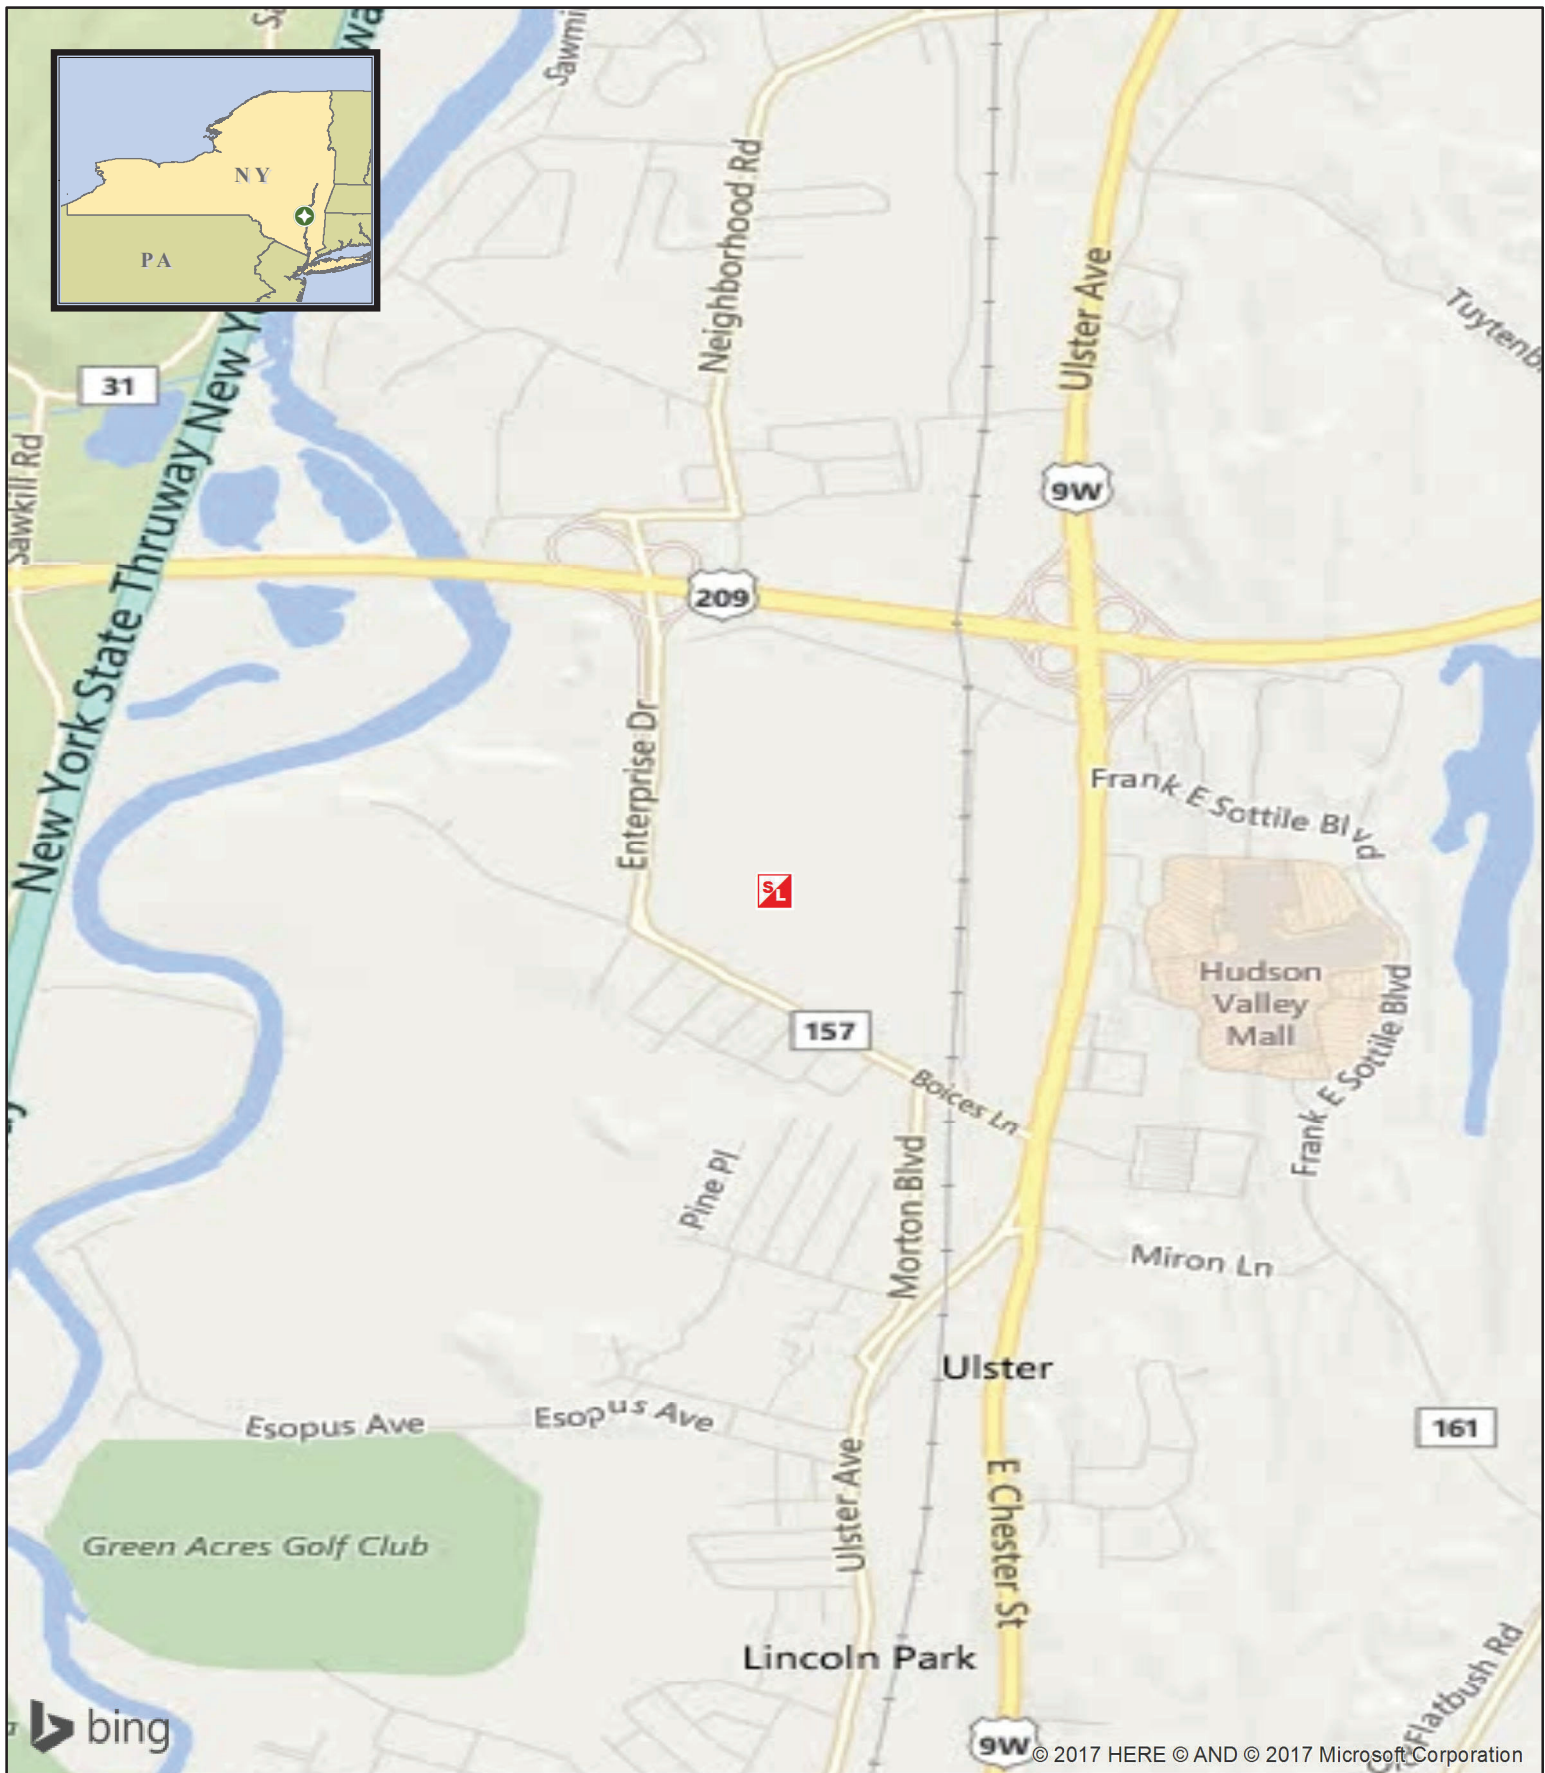 Sawmi
NY
PA
31
Sawkill Rd
New York State Thruway
New Y
Neighborhood Rd
Ulster Ave
Tuytenb
9W
209
Enterprise Dr
Frank E Sottile Blvd
S/L
Hudson
Valley
Mall
Frank E Sottile Blvd
157
Boices Ln
Pine Pl
Morton Blvd
Miron Ln
Ulster
Esopus Ave
Esopus Ave
161
Ulster Ave
E Chester St
Green Acres Golf Club
Lincoln Park
Flatbush Rd
bing
9W
© 2017 HERE © AND © 2017 Microsoft Corporation